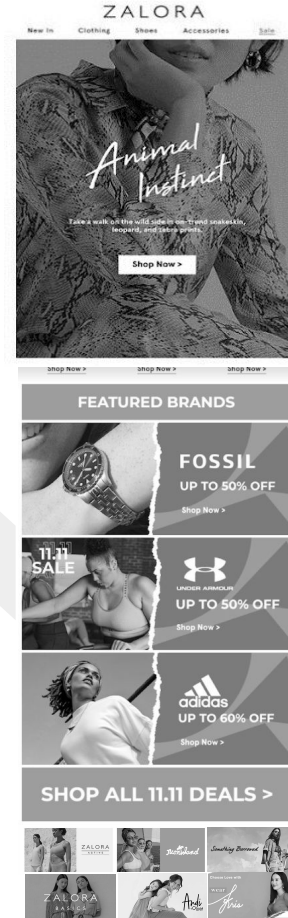 ZALORA
New In Clothing Shoes Accessories Sale
Animal
Instinct
Take a walk on the wild side in on-trend snakeskin,
leopard, and zebra prints.
Shop Now >
Shop Now > Shop Now > Shop Now >
FEATURED BRANDS
FOSSIL
UP TO 50% OFF
Shop Now >
11.11
SALE
UNDER ARMOUR
UP TO 50% OFF
Shop Now >
adidas
UP TO 60% OFF
Shop Now >
SHOP ALL 11.11 DEALS >
ZALORA
Something Borrowed
ZALORA
BASICS